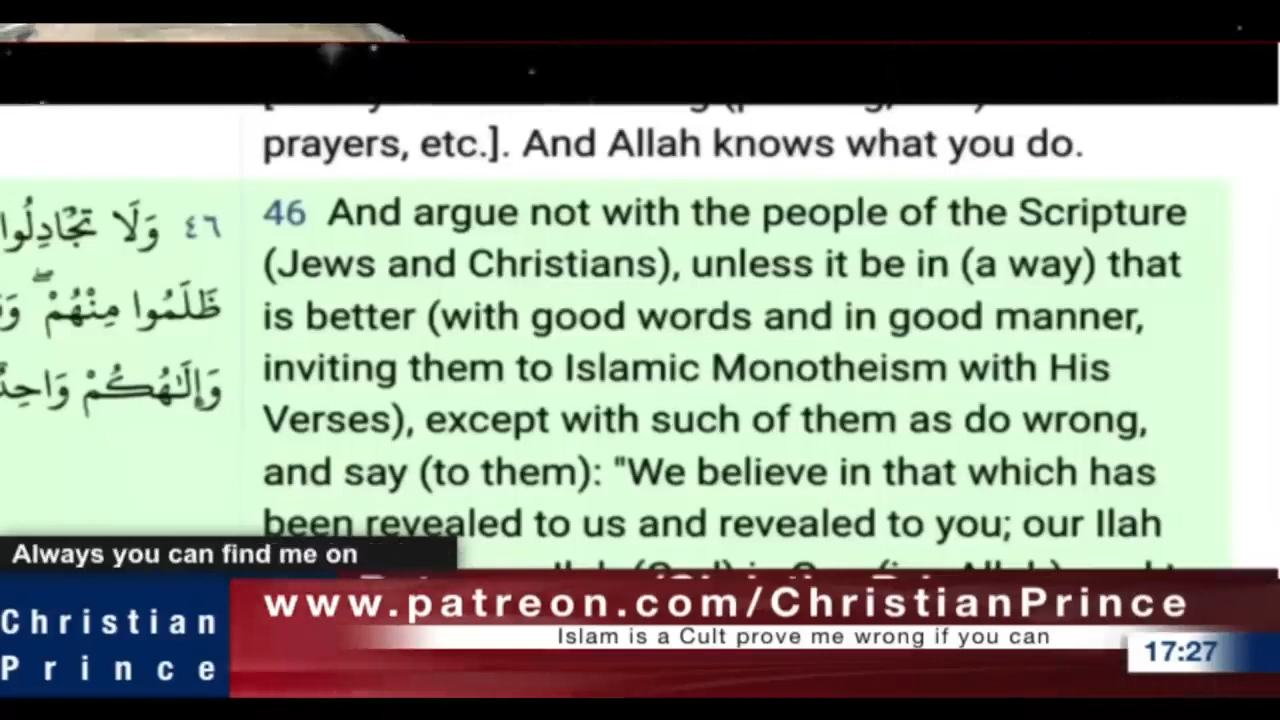 prayers, etc.]. And Allah knows what you do.
٤٦ وَلَا تُجَادِلُوا
ظَلَمُوا مِنْهُمْ ۖ
وَإِلَٰهُكُمْ
46 And argue not with the people of the Scripture
(Jews and Christians), unless it be in (a way) that
is better (with good words and in good manner,
inviting them to Islamic Monotheism with His
Verses), except with such of them as do wrong,
and say (to them): "We believe in that which has
been revealed to us and revealed to you; our Ilah
Always you can find me on
www.patreon.com/ChristianPrince
Islam is a Cult prove me wrong if you can
Christian
Prince
17:27